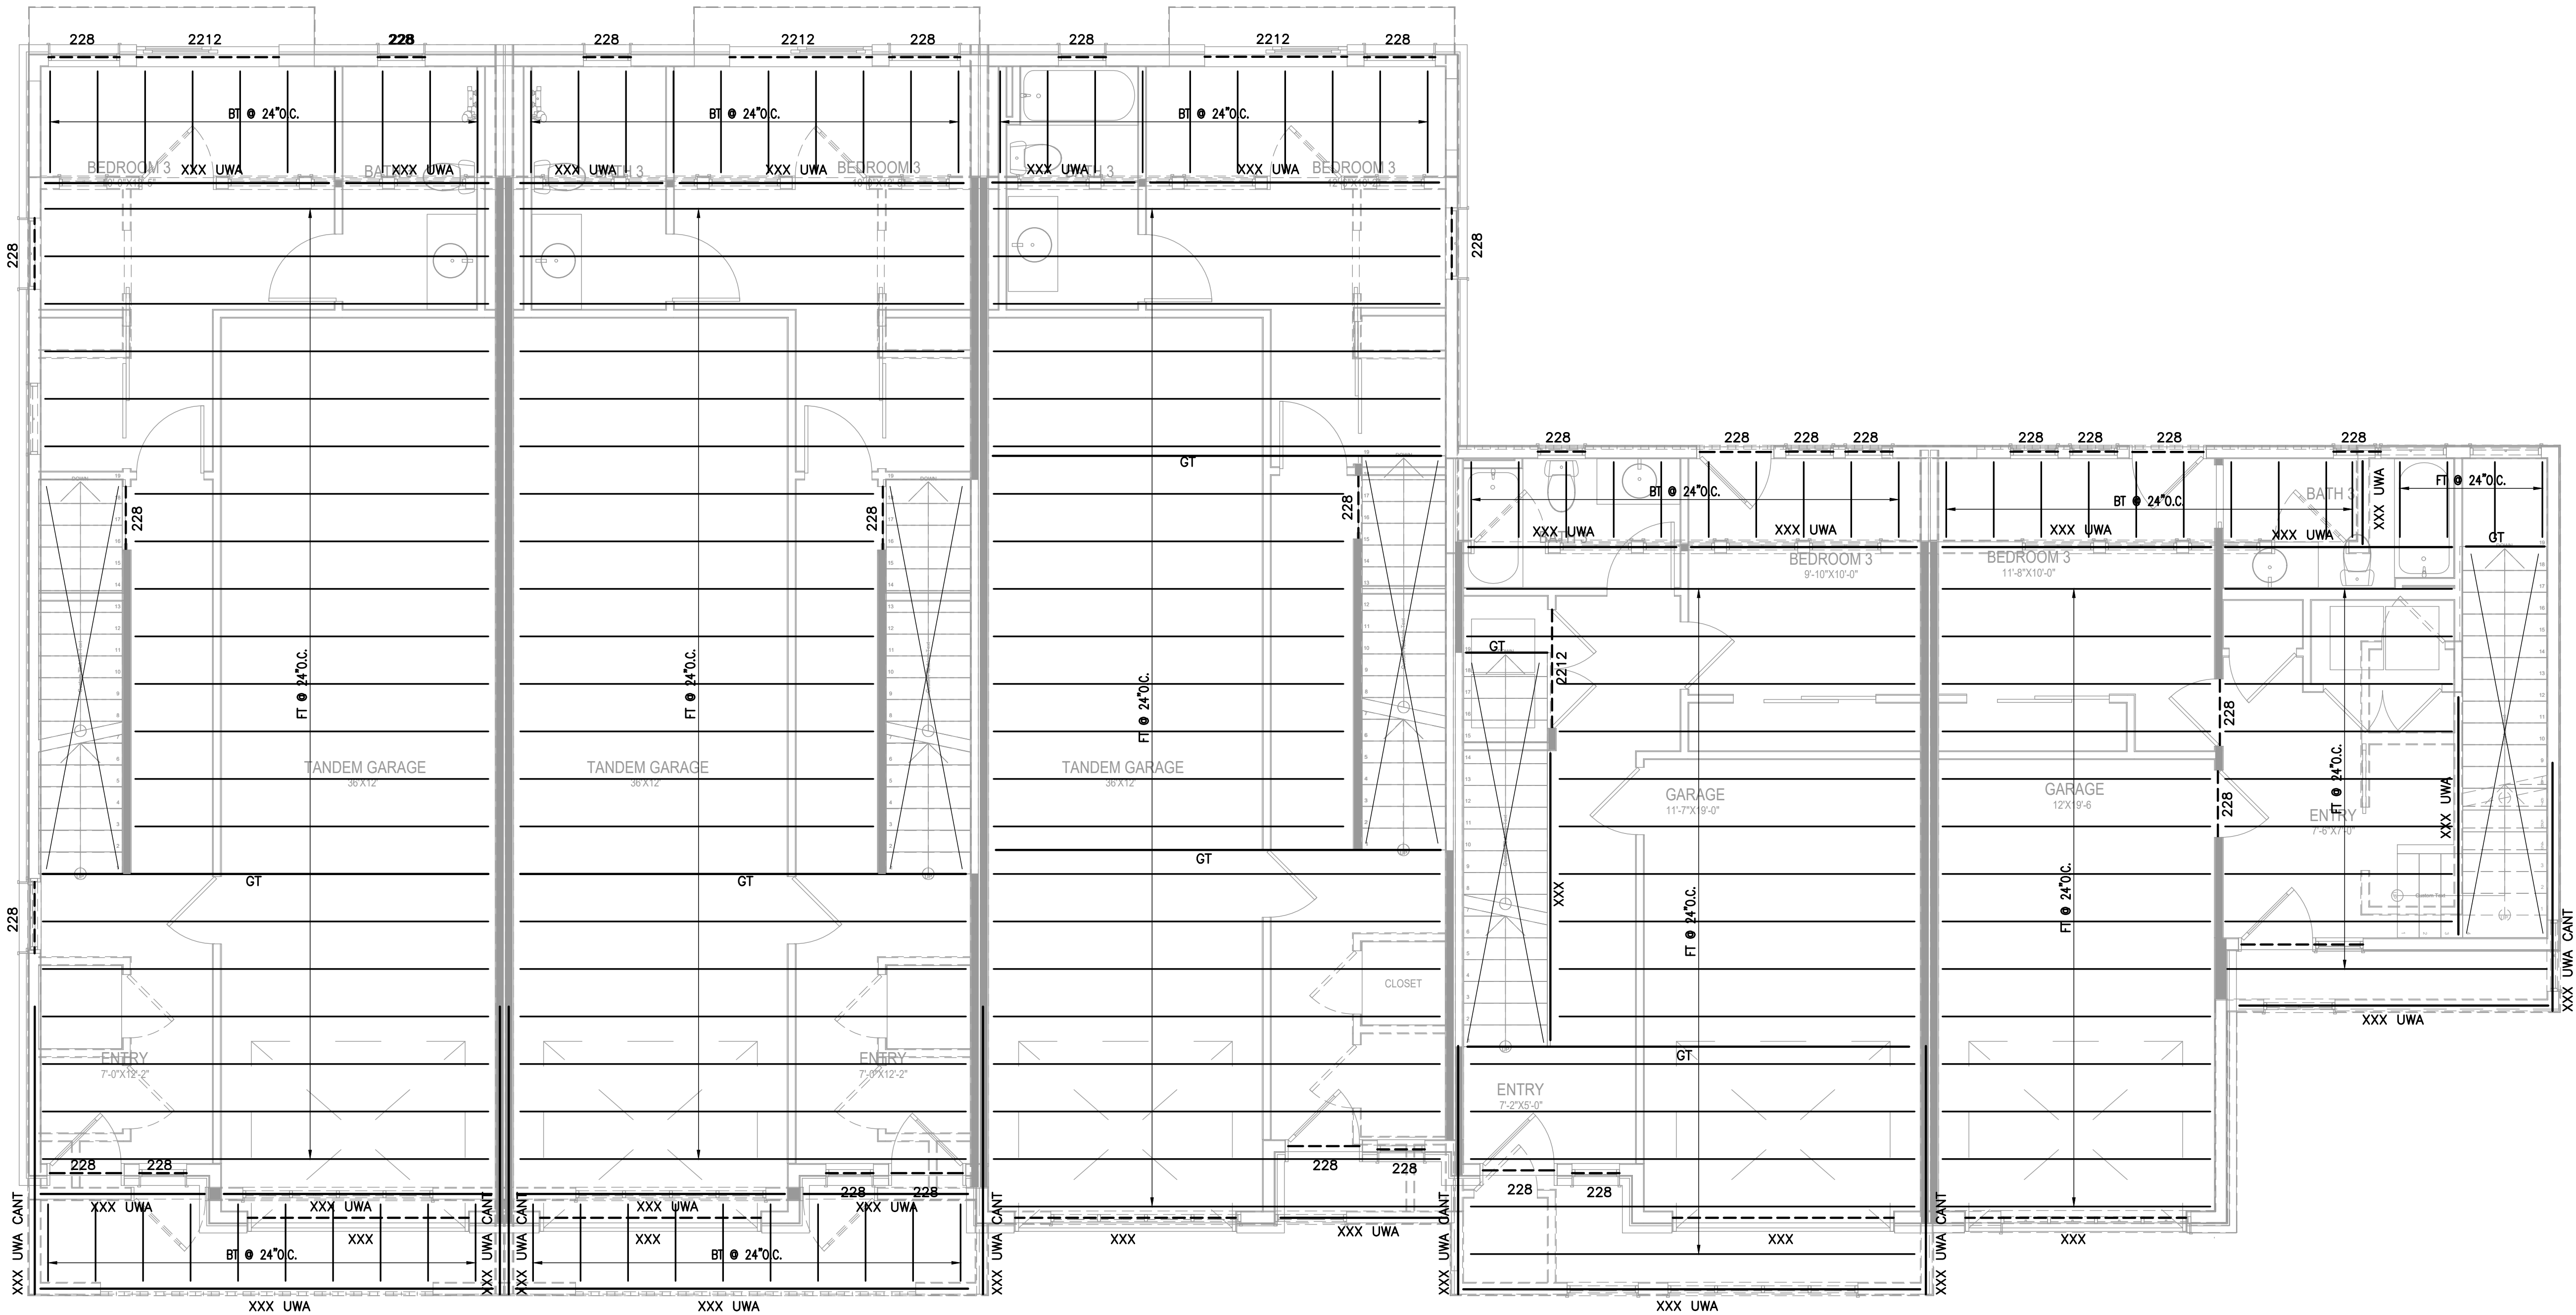 228 2212 228 228 2212 228 228 2212 228
BT @ 24"O.C. BT @ 24"O.C. BT @ 24"O.C.
BEDROOM 3 XXX UWA XXX UWA XXX UWA XXX UWA BEDROOM 3 XXX UWA XXX UWA BEDROOM 3
228 228
228 228 228 228 228 228 228 228
GT
BT @ 24"O.C. BT @ 24"O.C. XXX UWA FT @ 24"O.C.
BATH 3
228 228 228
XXX UWA XXX UWA XXX UWA XXX UWA GT
BEDROOM 3 BEDROOM 3
9'-10"X10'-0" 11'-8"X10'-0"
GT 2212
FT @ 24"O.C. FT @ 24"O.C. FT @ 24"O.C.
228
TANDEM GARAGE TANDEM GARAGE TANDEM GARAGE
36'X12' 36'X12' 36'X12'
GARAGE GARAGE
11'-7"X19'-0" 12'X19'-6
FT @ 24"O.C.
228
ENTRY
7'-6"X7'-0"
XXX UWA
GT GT GT
XXX
FT @ 24"O.C. FT @ 24"O.C.
228
XXX UWA CANT
CLOSET
XXX UWA
ENTRY ENTRY
7'-0"X12'-2" 7'-0"X12'-2"
GT
ENTRY
7'-2"X5'-0"
228 228 228 228 228 228 228 228
XXX UWA XXX UWA XXX UWA XXX UWA
XXX UWA CANT XXX UWA CANT XXX UWA CANT XXX UWA CANT XXX UWA CANT XXX UWA CANT
XXX XXX XXX XXX UWA XXX XXX
BT @ 24"O.C. BT @ 24"O.C.
XXX UWA XXX UWA XXX UWA